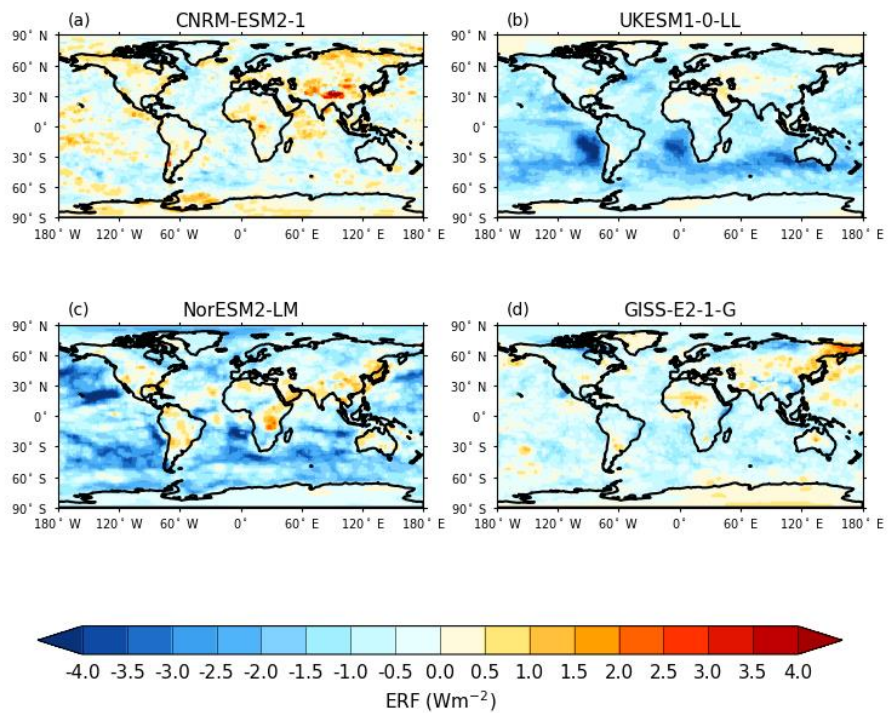 (a) CNRM-ESM2-1
(b) UKESM1-0-LL
90° N
60° N
30° N
0°
30° S
60° S
90° S
180° W 120° W 60° W 0° 60° E 120° E 180° E
90° N
60° N
30° N
0°
30° S
60° S
90° S
180° W 120° W 60° W 0° 60° E 120° E 180° E
(c) NorESM2-LM
(d) GISS-E2-1-G
90° N
60° N
30° N
0°
30° S
60° S
90° S
180° W 120° W 60° W 0° 60° E 120° E 180° E
90° N
60° N
30° N
0°
30° S
60° S
90° S
180° W 120° W 60° W 0° 60° E 120° E 180° E
-4.0 -3.5 -3.0 -2.5 -2.0 -1.5 -1.0 -0.5 0.0 0.5 1.0 1.5 2.0 2.5 3.0 3.5 4.0
ERF (Wm⁻²)